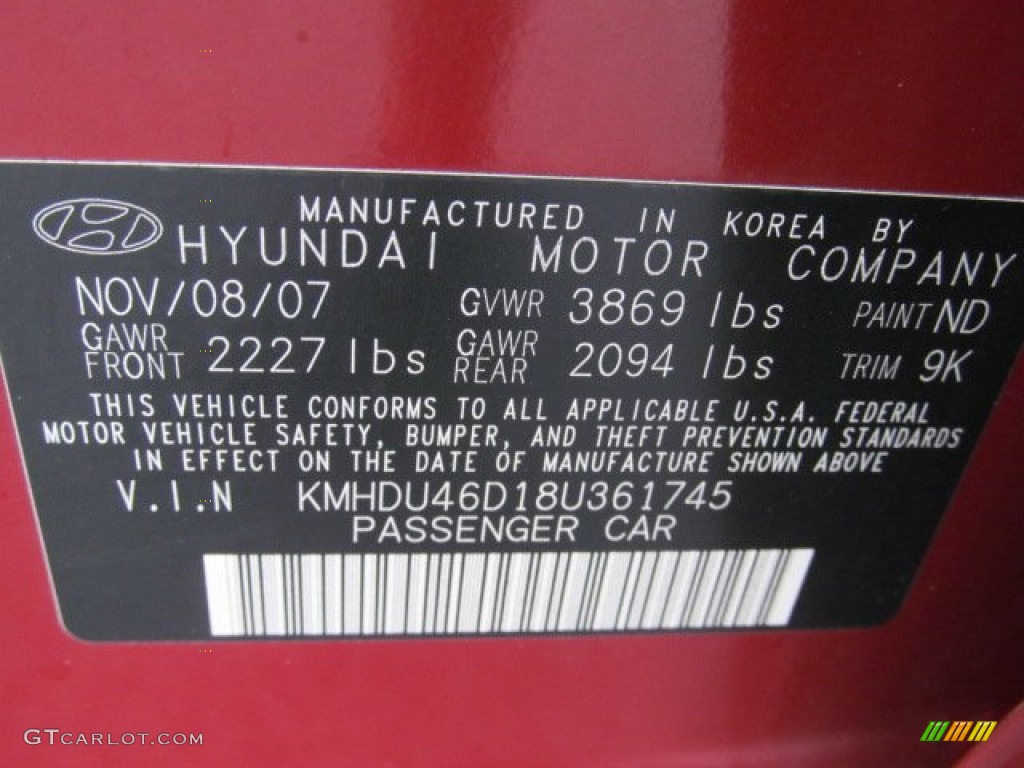 MANUFACTURED IN KOREA BY
HYUNDAI MOTOR COMPANY
NOV/08/07 GVWR 3869 lbs PAINT ND
GAWR FRONT 2227 lbs GAWR REAR 2094 lbs TRIM 9K
THIS VEHICLE CONFORMS TO ALL APPLICABLE U.S.A. FEDERAL
MOTOR VEHICLE SAFETY, BUMPER, AND THEFT PREVENTION STANDARDS
IN EFFECT ON THE DATE OF MANUFACTURE SHOWN ABOVE
V.I.N KMHDU46D18U361745
PASSENGER CAR
GTCARLOT.COM